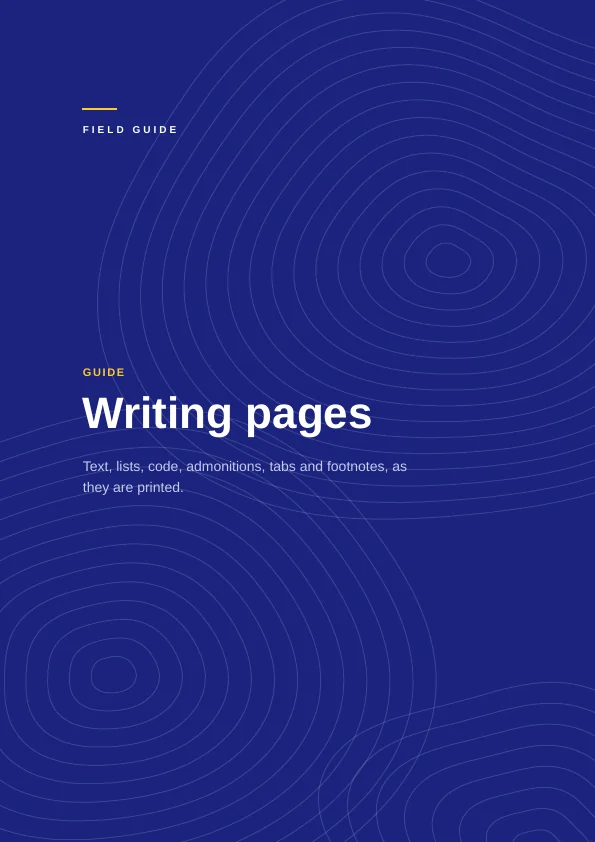 FIELD GUIDE
GUIDE
Writing pages
Text, lists, code, admonitions, tabs and footnotes, as
they are printed.